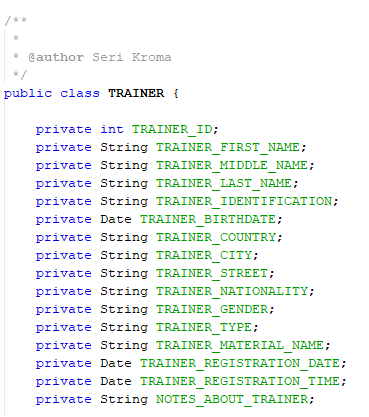 /**
 *
 * @author Seri Kroma
 */
public class TRAINER {
    private int TRAINER_ID;
    private String TRAINER_FIRST_NAME;
    private String TRAINER_MIDDLE_NAME;
    private String TRAINER_LAST_NAME;
    private String TRAINER_IDENTIFICATION;
    private Date TRAINER_BIRTHDATE;
    private String TRAINER_COUNTRY;
    private String TRAINER_CITY;
    private String TRAINER_STREET;
    private String TRAINER_NATIONALITY;
    private String TRAINER_GENDER;
    private String TRAINER_TYPE;
    private String TRAINER_MATERIAL_NAME;
    private Date TRAINER_REGISTRATION_DATE;
    private Date TRAINER_REGISTRATION_TIME;
    private String NOTES_ABOUT_TRAINER;